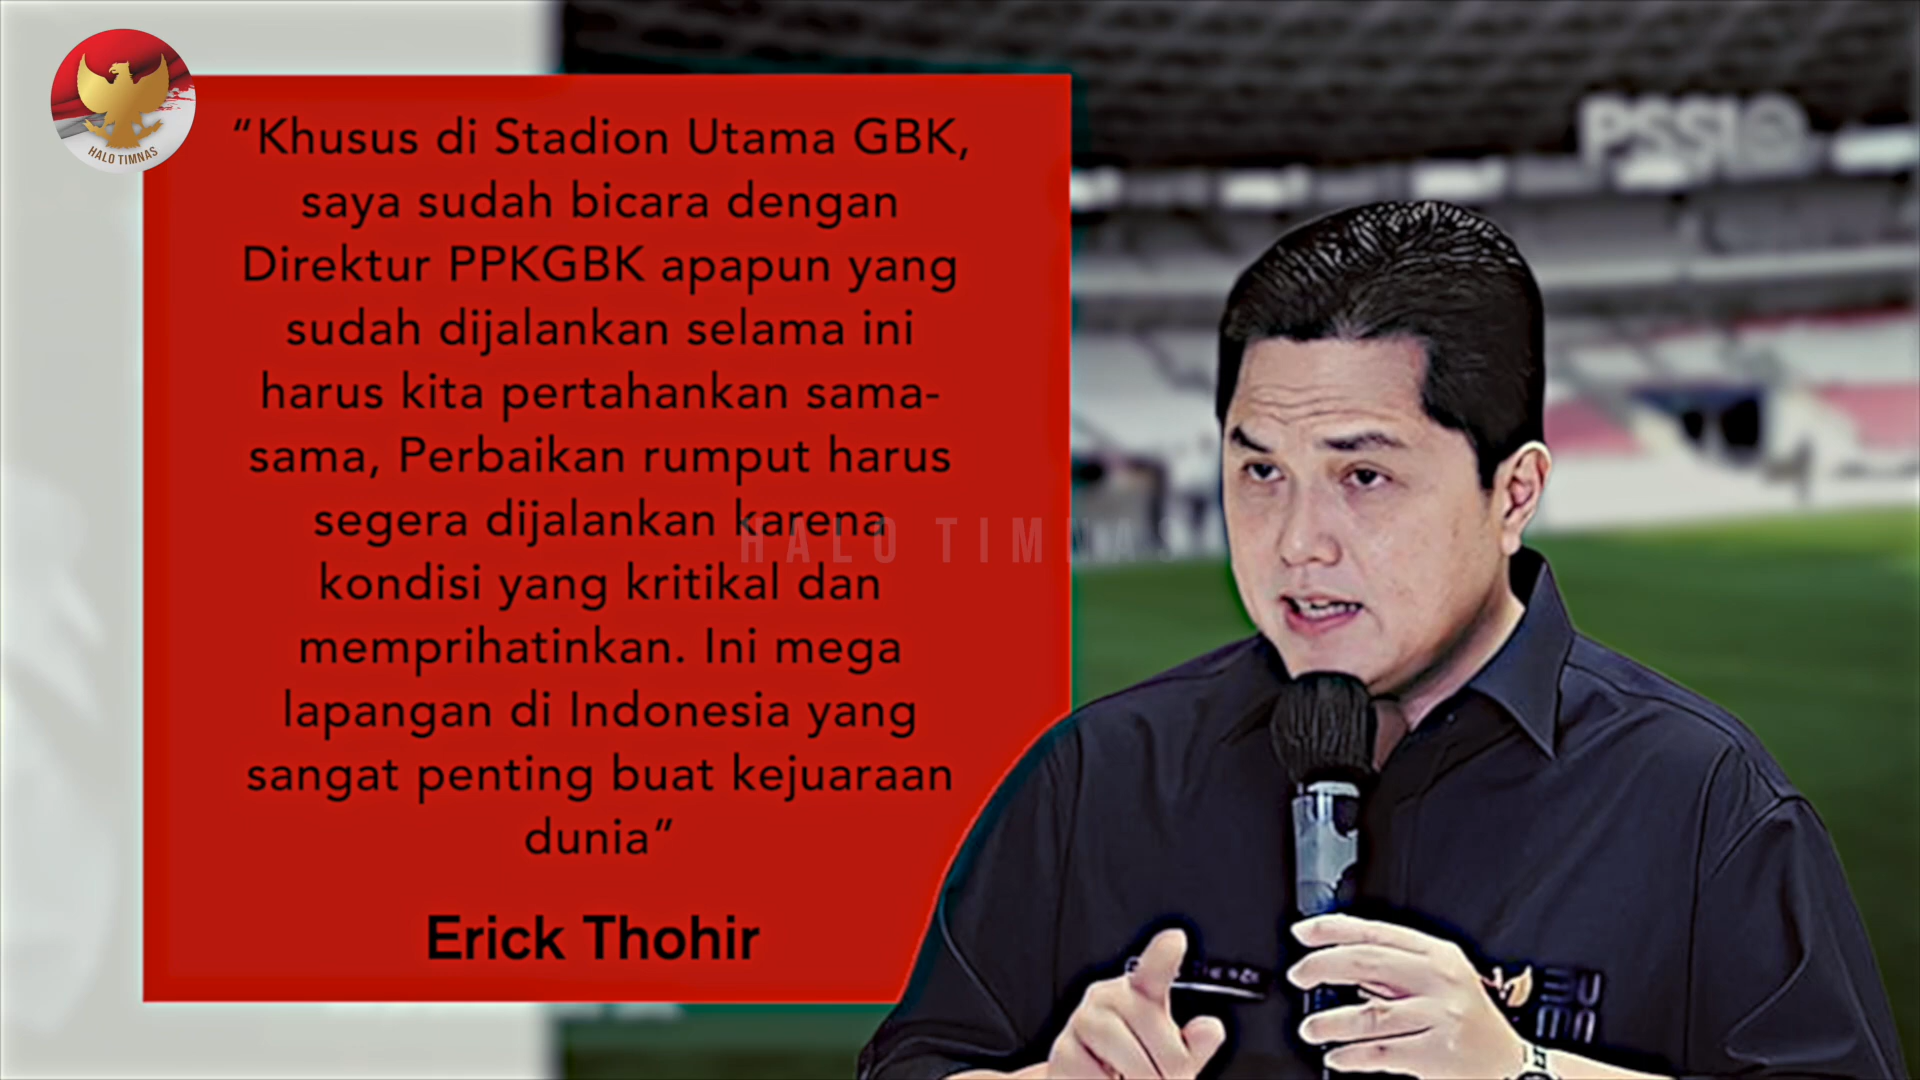 HALO TIMNAS
PSSI
“Khusus di Stadion Utama GBK,
saya sudah bicara dengan
Direktur PPKGBK apapun yang
sudah dijalankan selama ini
harus kita pertahankan sama-
sama, Perbaikan rumput harus
segera dijalankan karena
kondisi yang kritikal dan
memprihatinkan. Ini mega
lapangan di Indonesia yang
sangat penting buat kejuaraan
dunia”
Erick Thohir
HALO TIMNAS